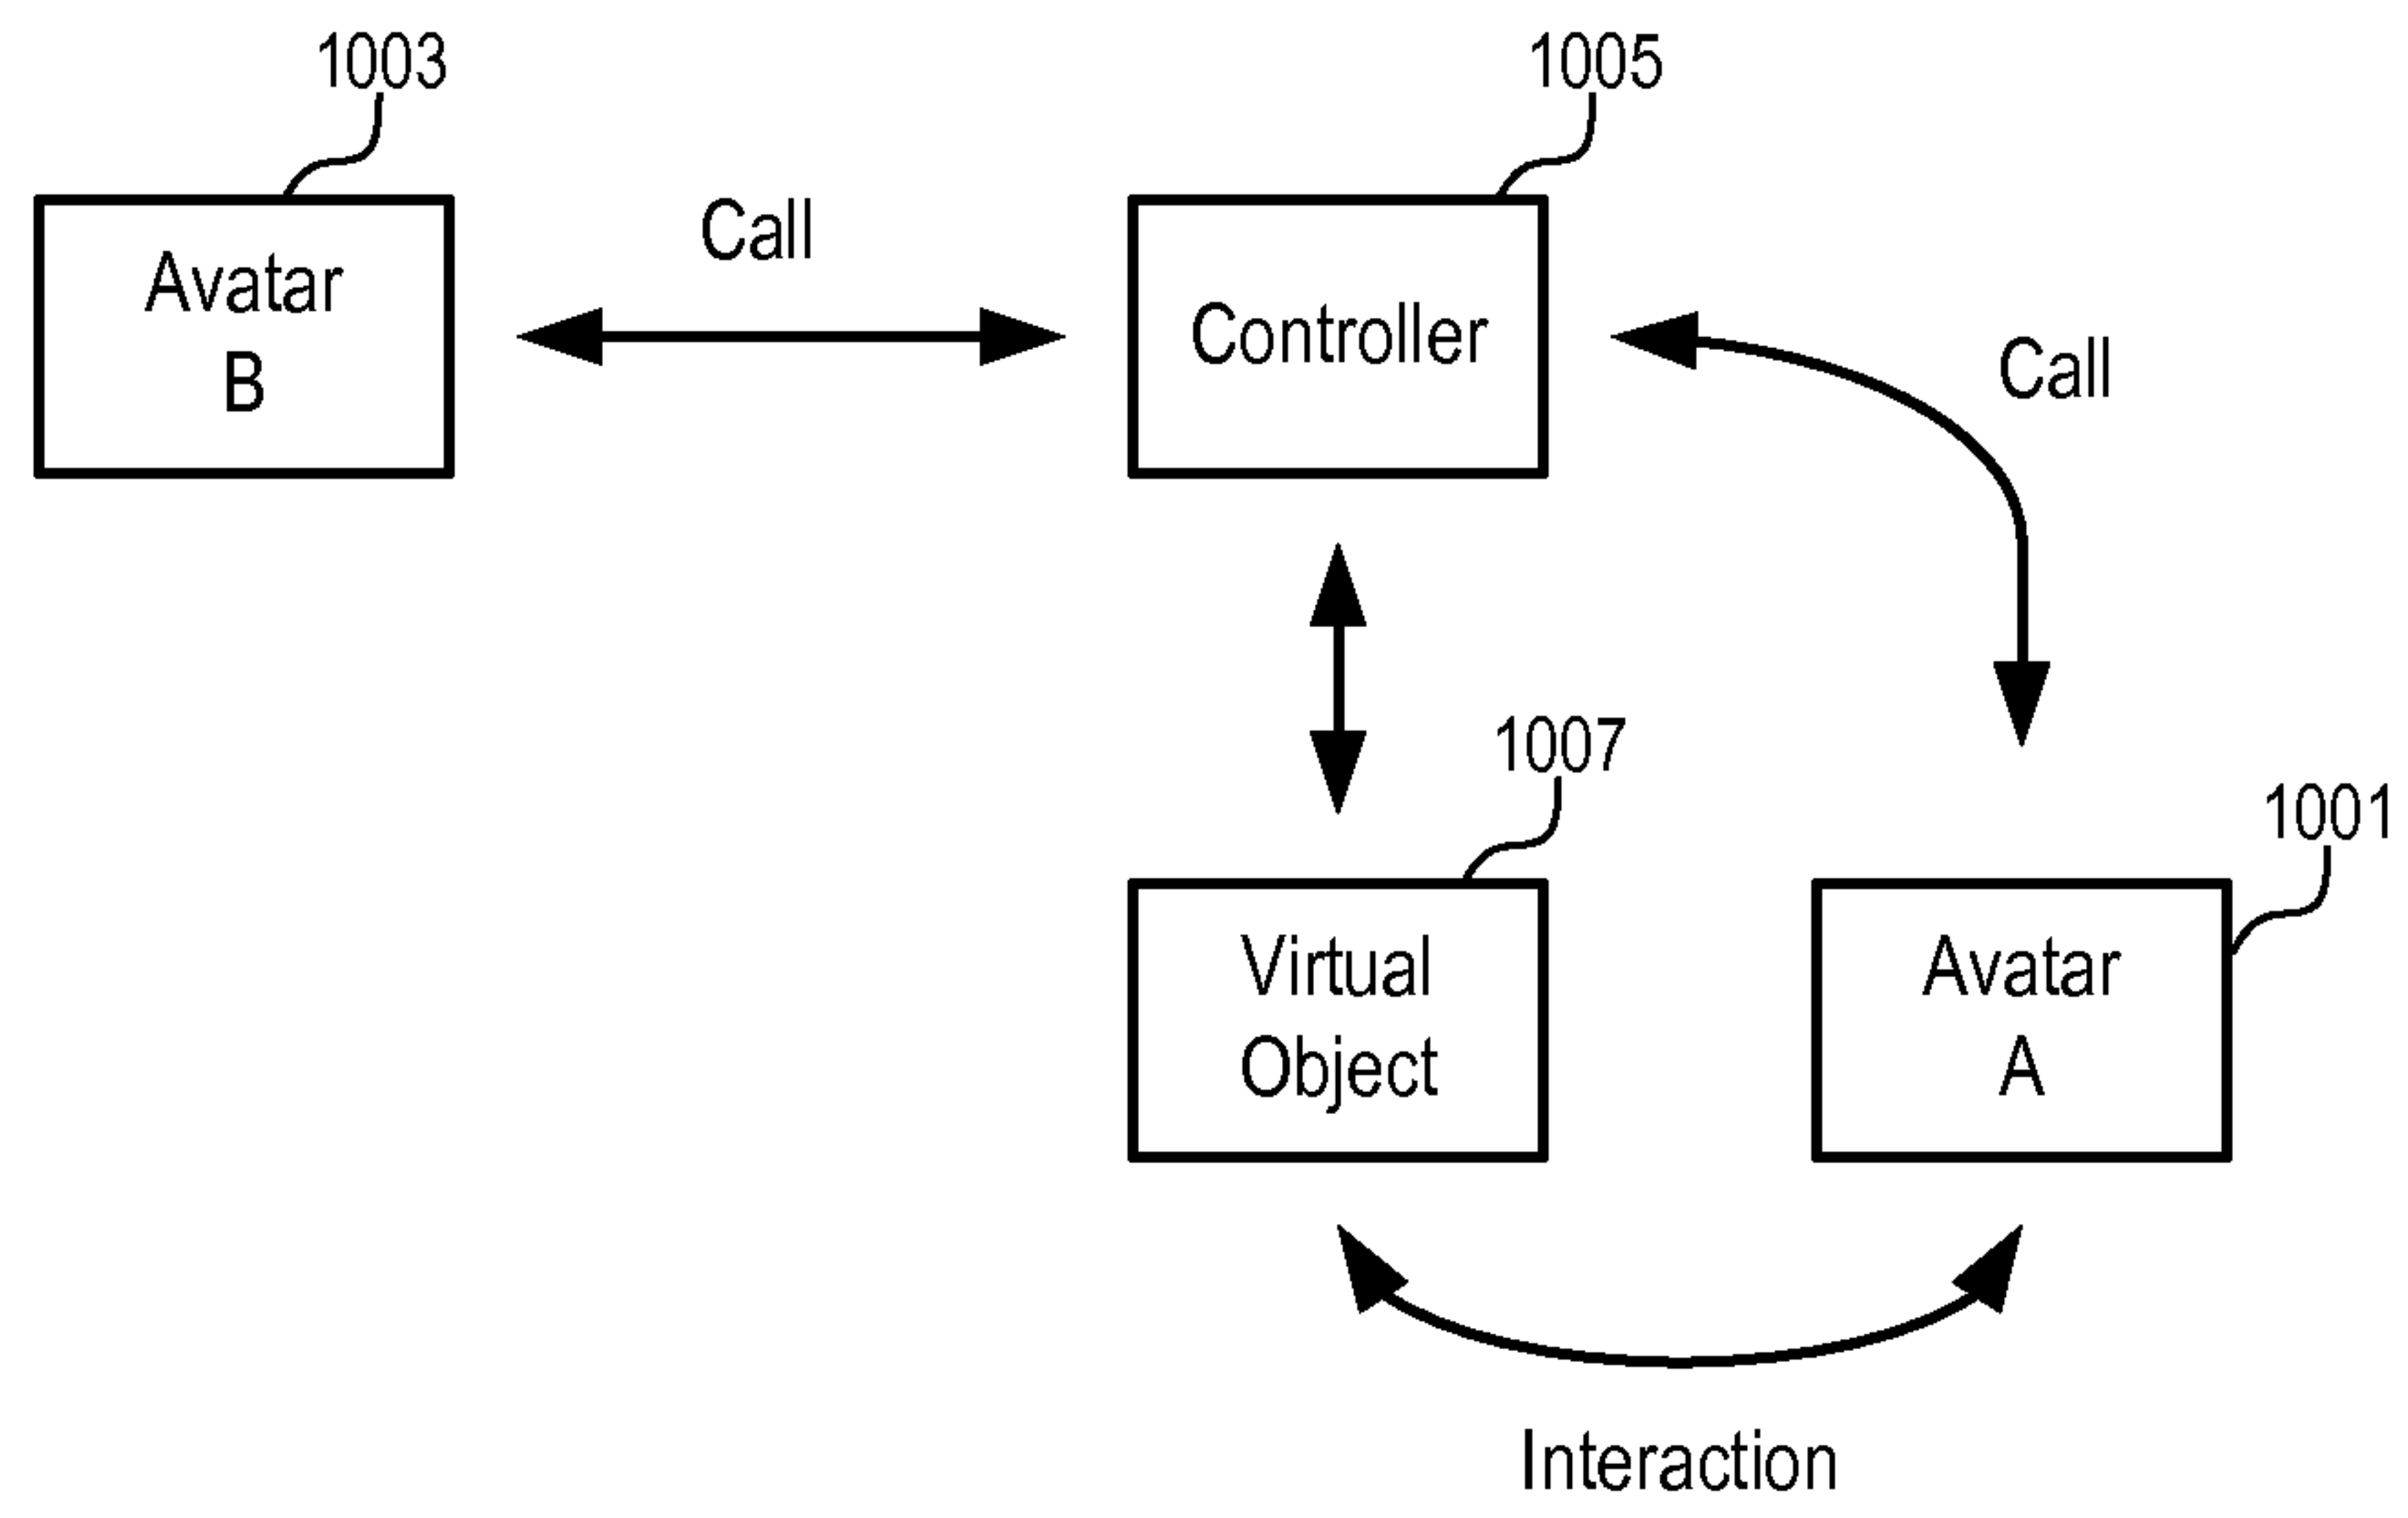 1003
1005
Avatar
B
Call
Controller
Call
1007
1001
Virtual
Object
Avatar
A
Interaction